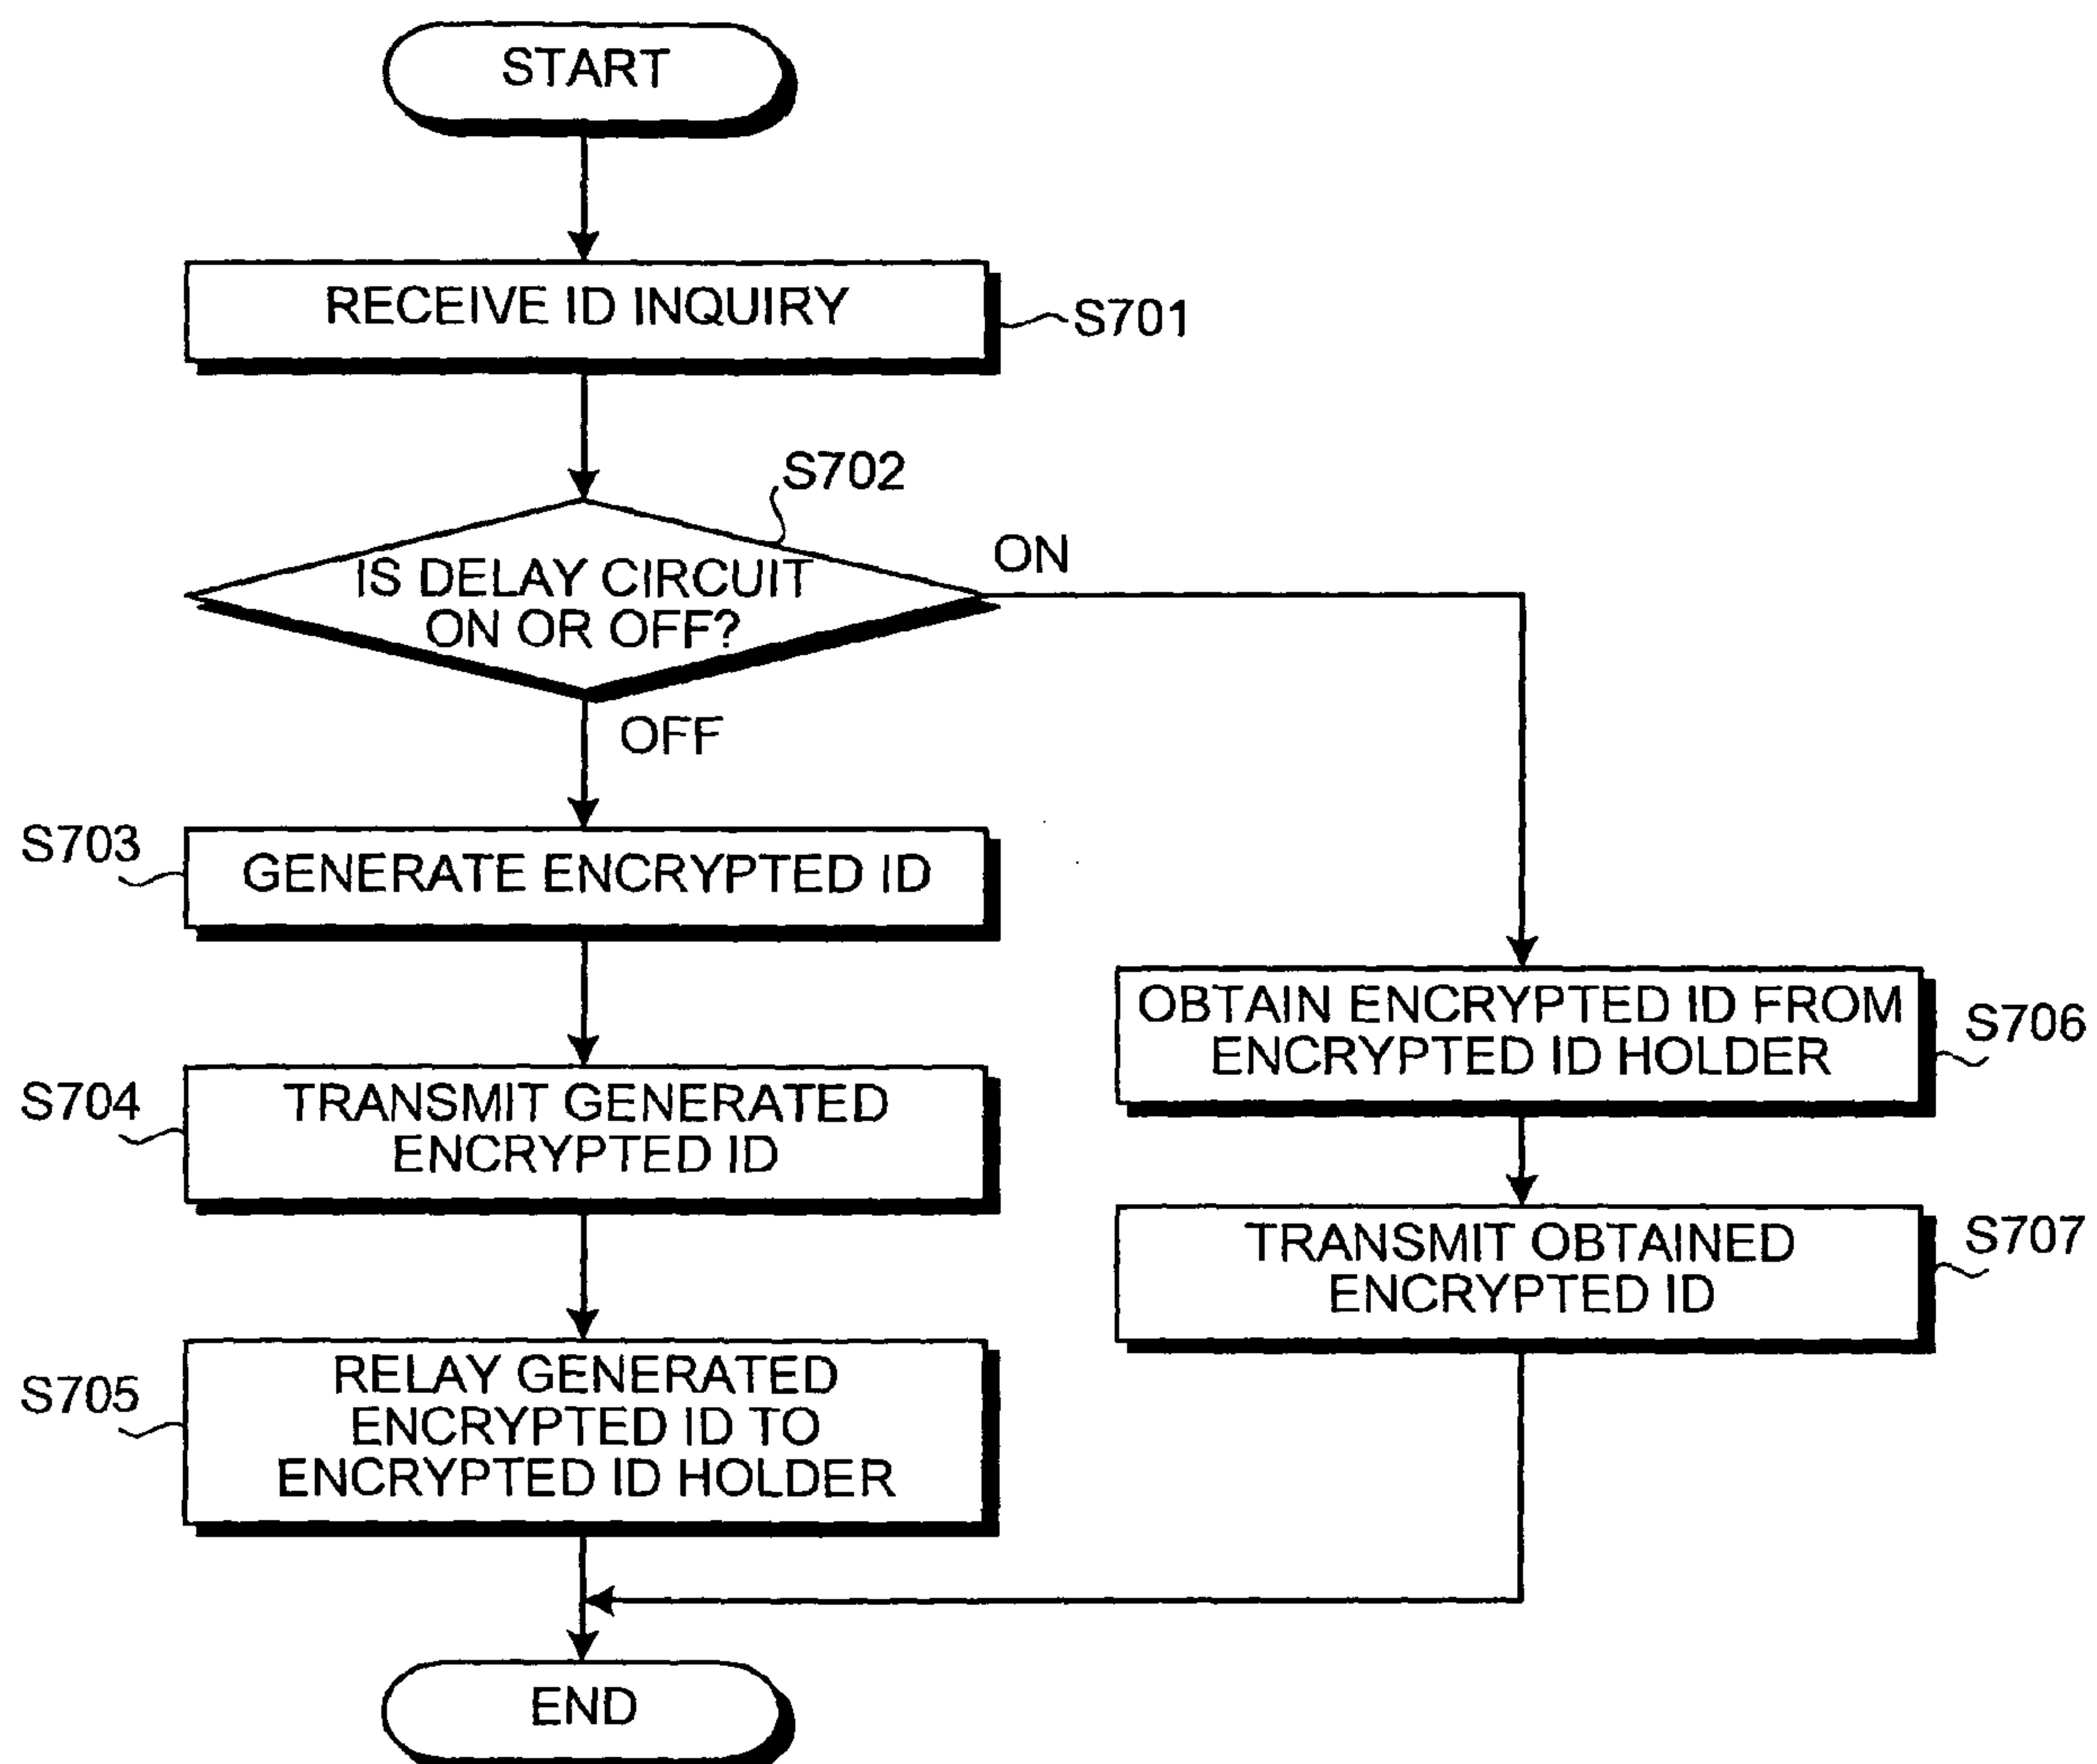 START
RECEIVE ID INQUIRY
S701
S702
IS DELAY CIRCUIT
ON OR OFF?
ON
OFF
S703
GENERATE ENCRYPTED ID
S704
TRANSMIT GENERATED
ENCRYPTED ID
S705
RELAY GENERATED
ENCRYPTED ID TO
ENCRYPTED ID HOLDER
OBTAIN ENCRYPTED ID FROM
ENCRYPTED ID HOLDER
S706
TRANSMIT OBTAINED
ENCRYPTED ID
S707
END